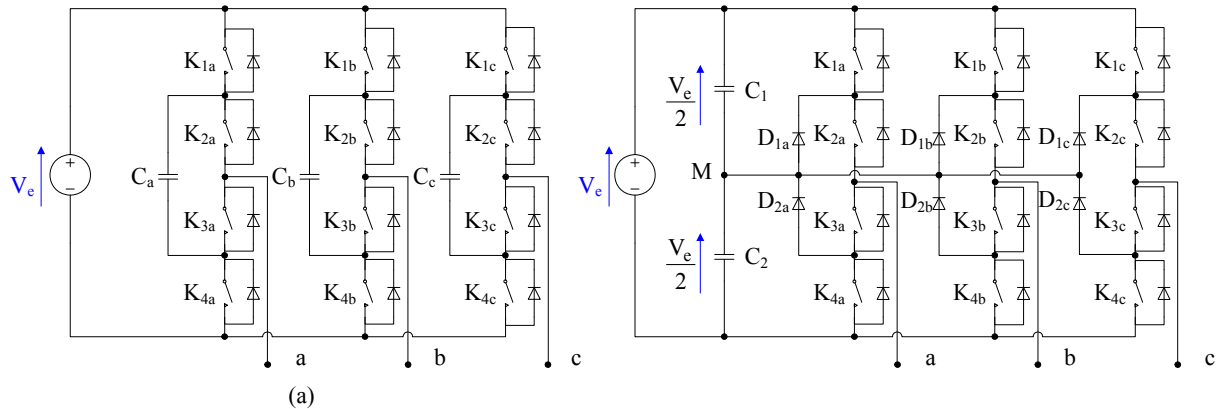 K1a K1b K1c
K2a K2b K2c
Ve Ca Cb Cc
K3a K3b K3c
K4a K4b K4c
a b c
(a)
Ve/2 C1 K1a K1b K1c
D1a K2a D1b K2b D1c K2c
Ve M
D2a K3a D2b K3b D2c K3c
Ve/2 C2
K4a K4b K4c
a b c